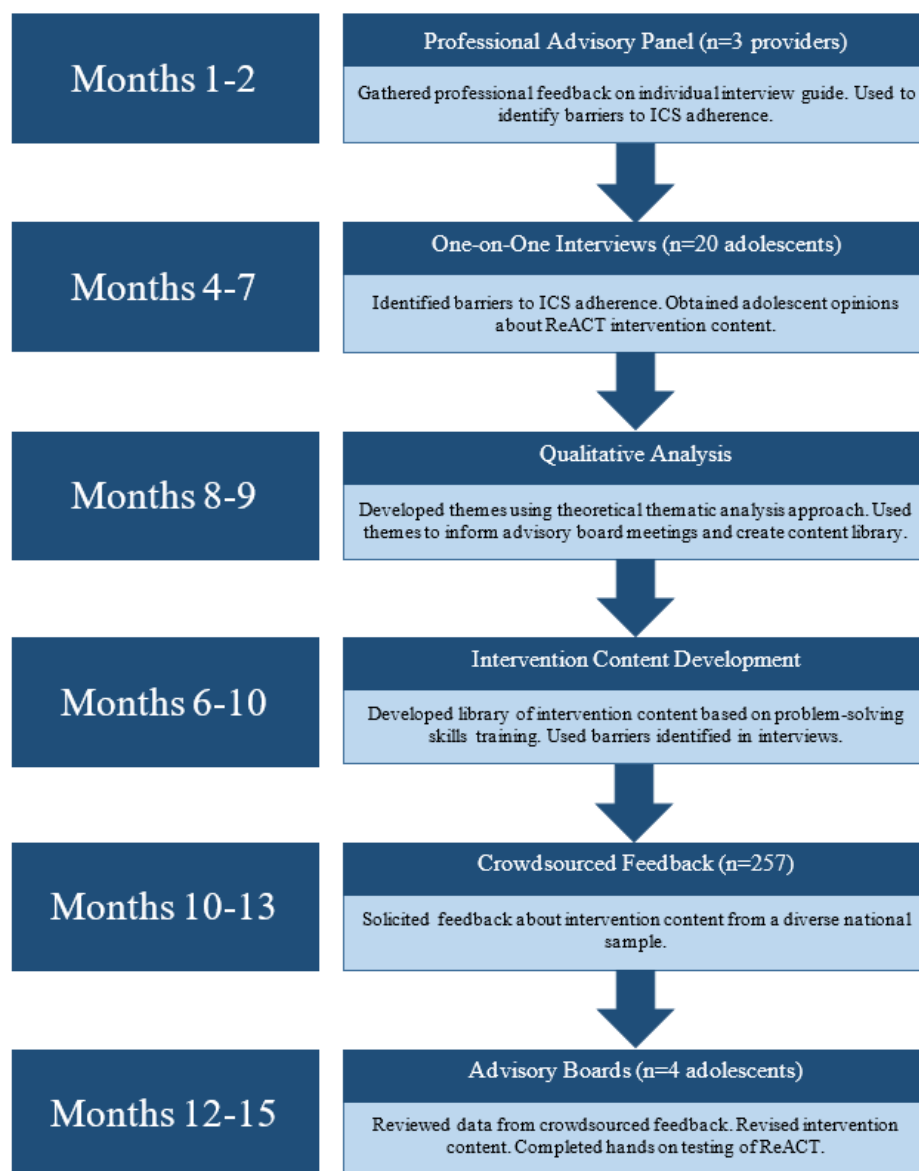 Months 1-2
Professional Advisory Panel (n=3 providers)
Gathered professional feedback on individual interview guide. Used to
identify barriers to ICS adherence.
Months 4-7
One-on-One Interviews (n=20 adolescents)
Identified barriers to ICS adherence. Obtained adolescent opinions
about ReACT intervention content.
Months 8-9
Qualitative Analysis
Developed themes using theoretical thematic analysis approach. Used
themes to inform advisory board meetings and create content library.
Months 6-10
Intervention Content Development
Developed library of intervention content based on problem-solving
skills training. Used barriers identified in interviews.
Months 10-13
Crowdsourced Feedback (n=257)
Solicited feedback about intervention content from a diverse national
sample.
Months 12-15
Advisory Boards (n=4 adolescents)
Reviewed data from crowdsourced feedback. Revised intervention
content. Completed hands on testing of ReACT.